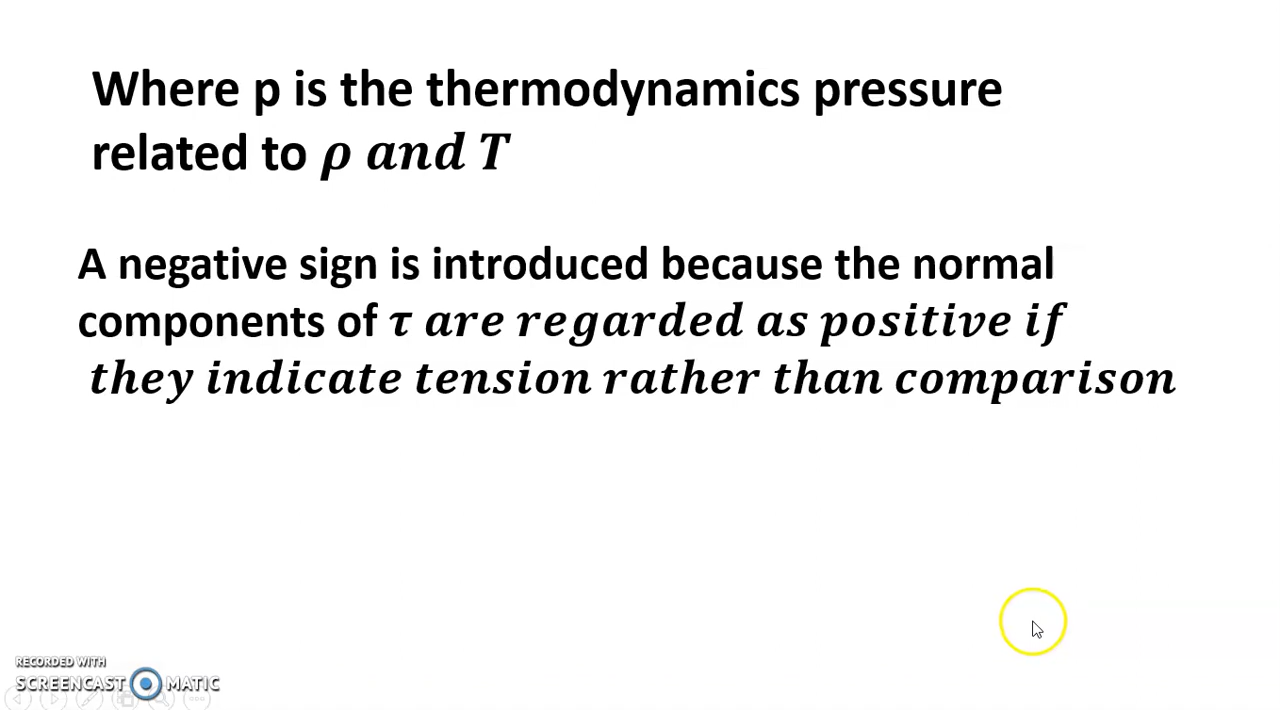 Where p is the thermodynamics pressure
related to ρ and T
A negative sign is introduced because the normal
components of τ are regarded as positive if
they indicate tension rather than comparison
RECORDED WITH
SCREENCAST MATIC